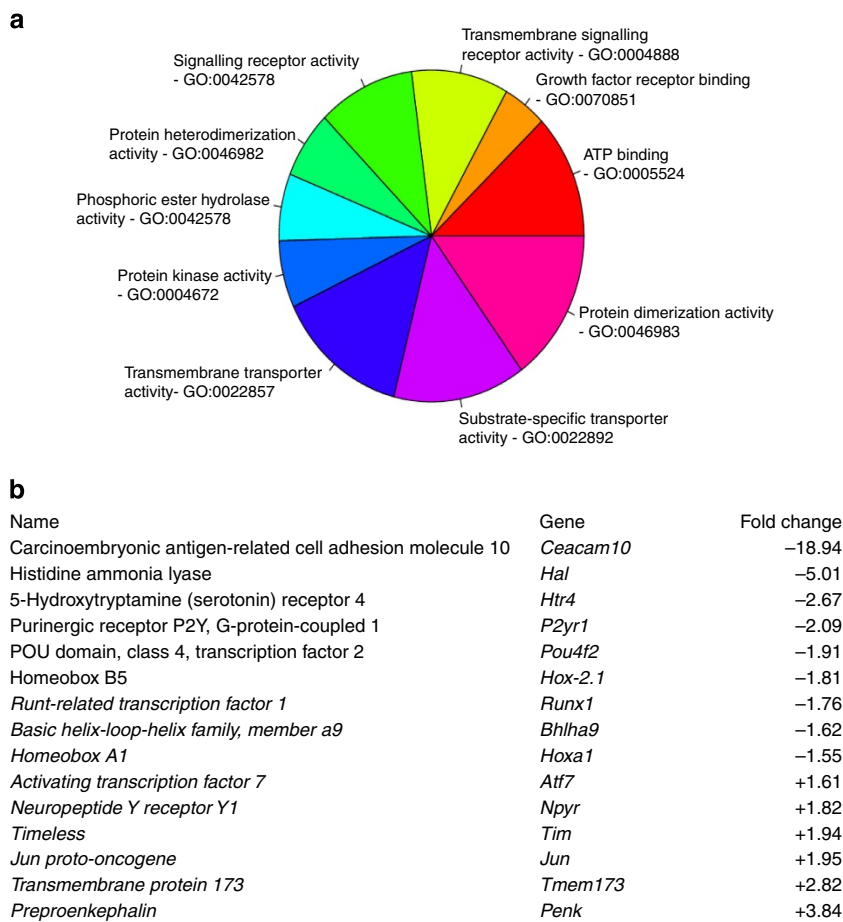 a
Transmembrane signalling
receptor activity - GO:0004888
Signalling receptor activity
- GO:0042578
Growth factor receptor binding
- GO:0070851
Protein heterodimerization
activity - GO:0046982
ATP binding
- GO:0005524
Phosphoric ester hydrolase
activity - GO:0042578
Protein kinase activity
- GO:0004672
Protein dimerization activity
- GO:0046983
Transmembrane transporter
activity- GO:0022857
Substrate-specific transporter
activity - GO:0022892
b
Name Gene Fold change
Carcinoembryonic antigen-related cell adhesion molecule 10 Ceacam10 –18.94
Histidine ammonia lyase Hal –5.01
5-Hydroxytryptamine (serotonin) receptor 4 Htr4 –2.67
Purinergic receptor P2Y, G-protein-coupled 1 P2yr1 –2.09
POU domain, class 4, transcription factor 2 Pou4f2 –1.91
Homeobox B5 Hox-2.1 –1.81
Runt-related transcription factor 1 Runx1 –1.76
Basic helix-loop-helix family, member a9 Bhlha9 –1.62
Homeobox A1 Hoxa1 –1.55
Activating transcription factor 7 Atf7 +1.61
Neuropeptide Y receptor Y1 Npyr +1.82
Timeless Tim +1.94
Jun proto-oncogene Jun +1.95
Transmembrane protein 173 Tmem173 +2.82
Preproenkephalin Penk +3.84